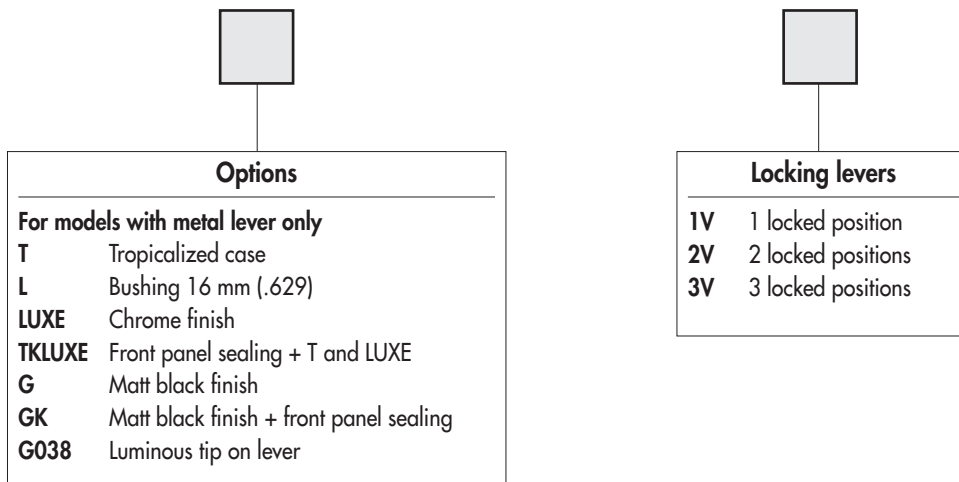 Options
For models with metal lever only
T Tropicalized case
L Bushing 16 mm (.629)
LUXE Chrome finish
TKLUXE Front panel sealing + T and LUXE
G Matt black finish
GK Matt black finish + front panel sealing
G038 Luminous tip on lever
Locking levers
1V 1 locked position
2V 2 locked positions
3V 3 locked positions